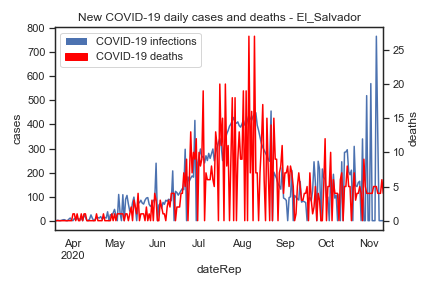 New COVID-19 daily cases and deaths - El_Salvador
COVID-19 infections
COVID-19 deaths
800
700
600
500
400
300
200
100
0
cases
25
20
15
10
5
0
deaths
Apr May Jun Jul Aug Sep Oct Nov
2020
dateRep